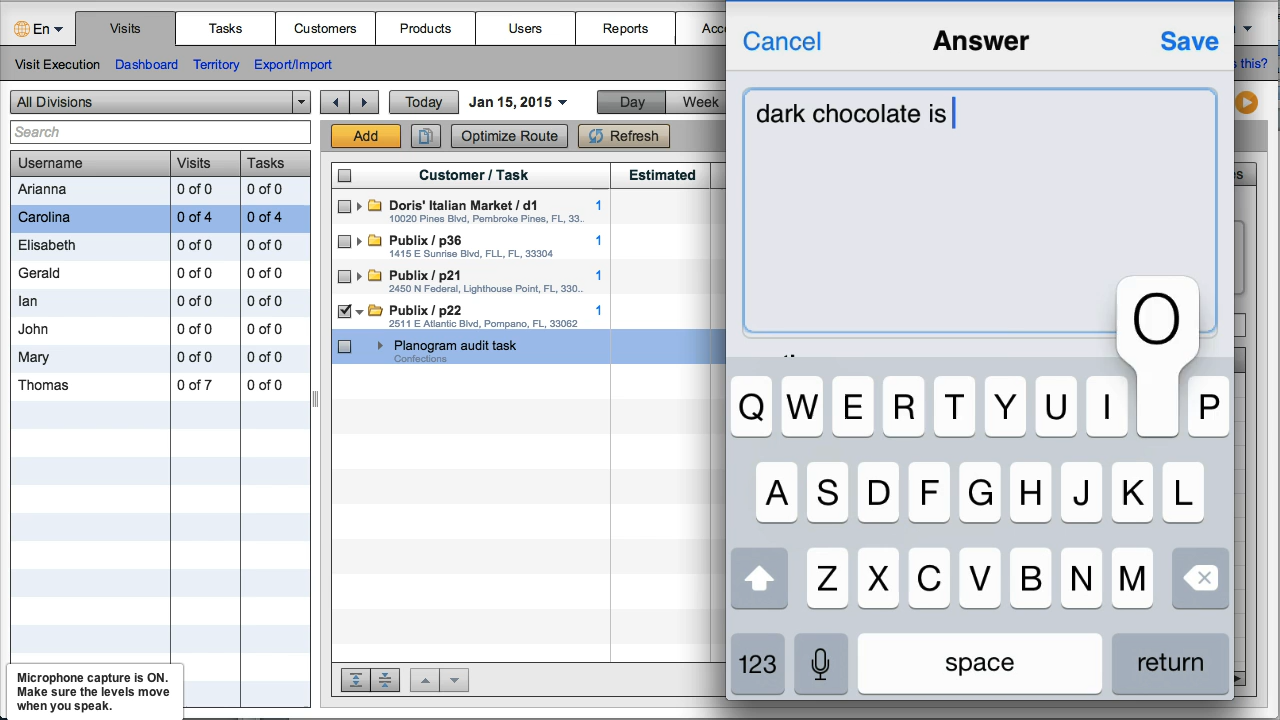 En Visits Tasks Customers Products Users Reports
Visit Execution Dashboard Territory Export/Import
All Divisions
Search
Username Visits Tasks
Arianna 0 of 0 0 of 0
Carolina 0 of 4 0 of 4
Elisabeth 0 of 0 0 of 0
Gerald 0 of 0 0 of 0
Ian 0 of 0 0 of 0
John 0 of 0 0 of 0
Mary 0 of 0 0 of 0
Thomas 0 of 7 0 of 0
Microphone capture is ON.
Make sure the levels move
when you speak.
Today Jan 15, 2015 Day Week
Add Optimize Route Refresh
Customer / Task Estimated
Doris' Italian Market / d1 1
10020 Pines Blvd, Pembroke Pines, FL, 33..
Publix / p36 1
1415 E Sunrise Blvd, FLL, FL, 33304
Publix / p21 1
2450 N Federal, Lighthouse Point, FL, 330..
Publix / p22 1
2511 E Atlantic Blvd, Pompano, FL, 33062
Planogram audit task
Confections
Cancel Answer Save
dark chocolate is
O
Q W E R T Y U I P
A S D F G H J K L
Z X C V B N M
123 space return
this?